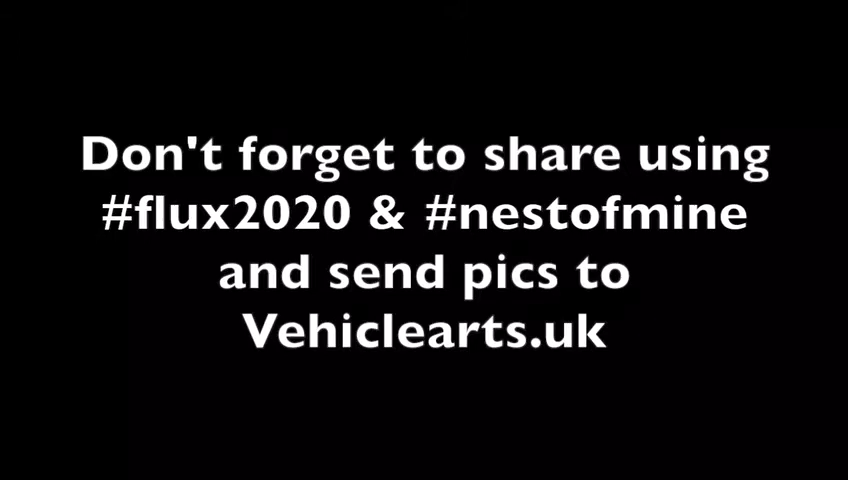 Don't forget to share using
#flux2020 & #nestofmine
and send pics to
Vehiclearts.uk